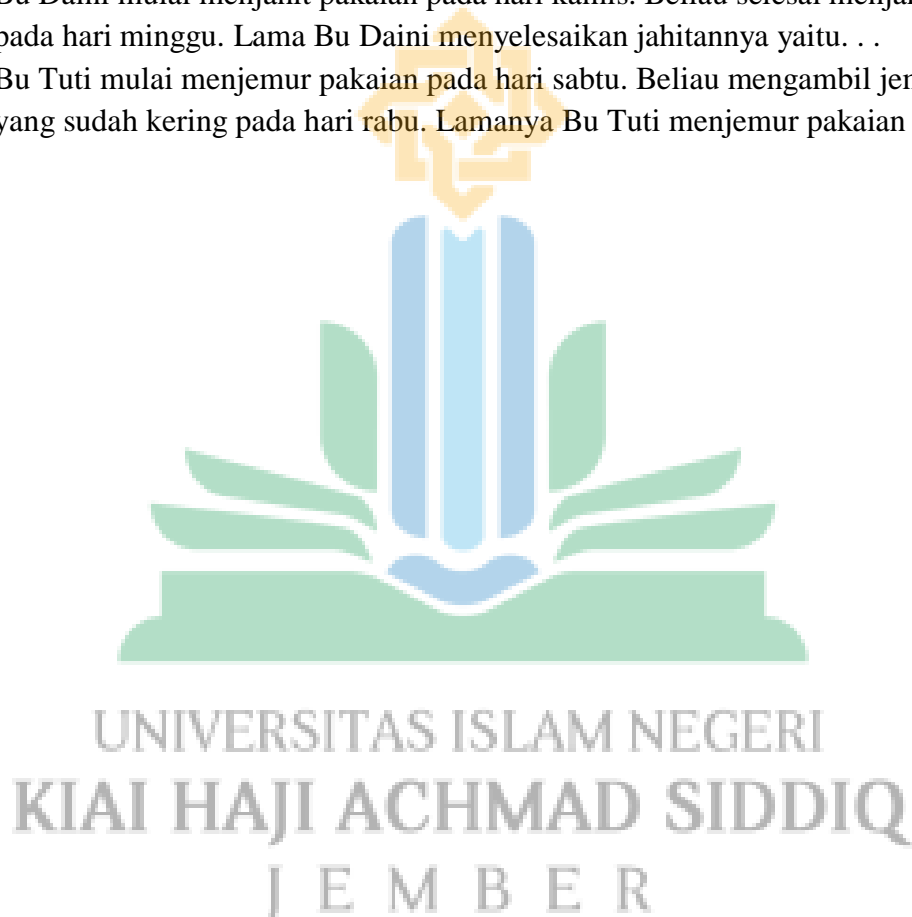 Bu Daini mulai menjahit pakaian pada hari kamis. Beliau selesai
pada hari minggu. Lama Bu Daini menyelesaikan jahitannya yaitu. . .
Bu Tuti mulai menjemur pakaian pada hari sabtu. Beliau mengambil
yang sudah kering pada hari rabu. Lamanya Bu Tuti menjemur pakaian
UNIVERSITAS ISLAM NEGERI
KIAI HAJI ACHMAD SIDDIQ
JEMBER